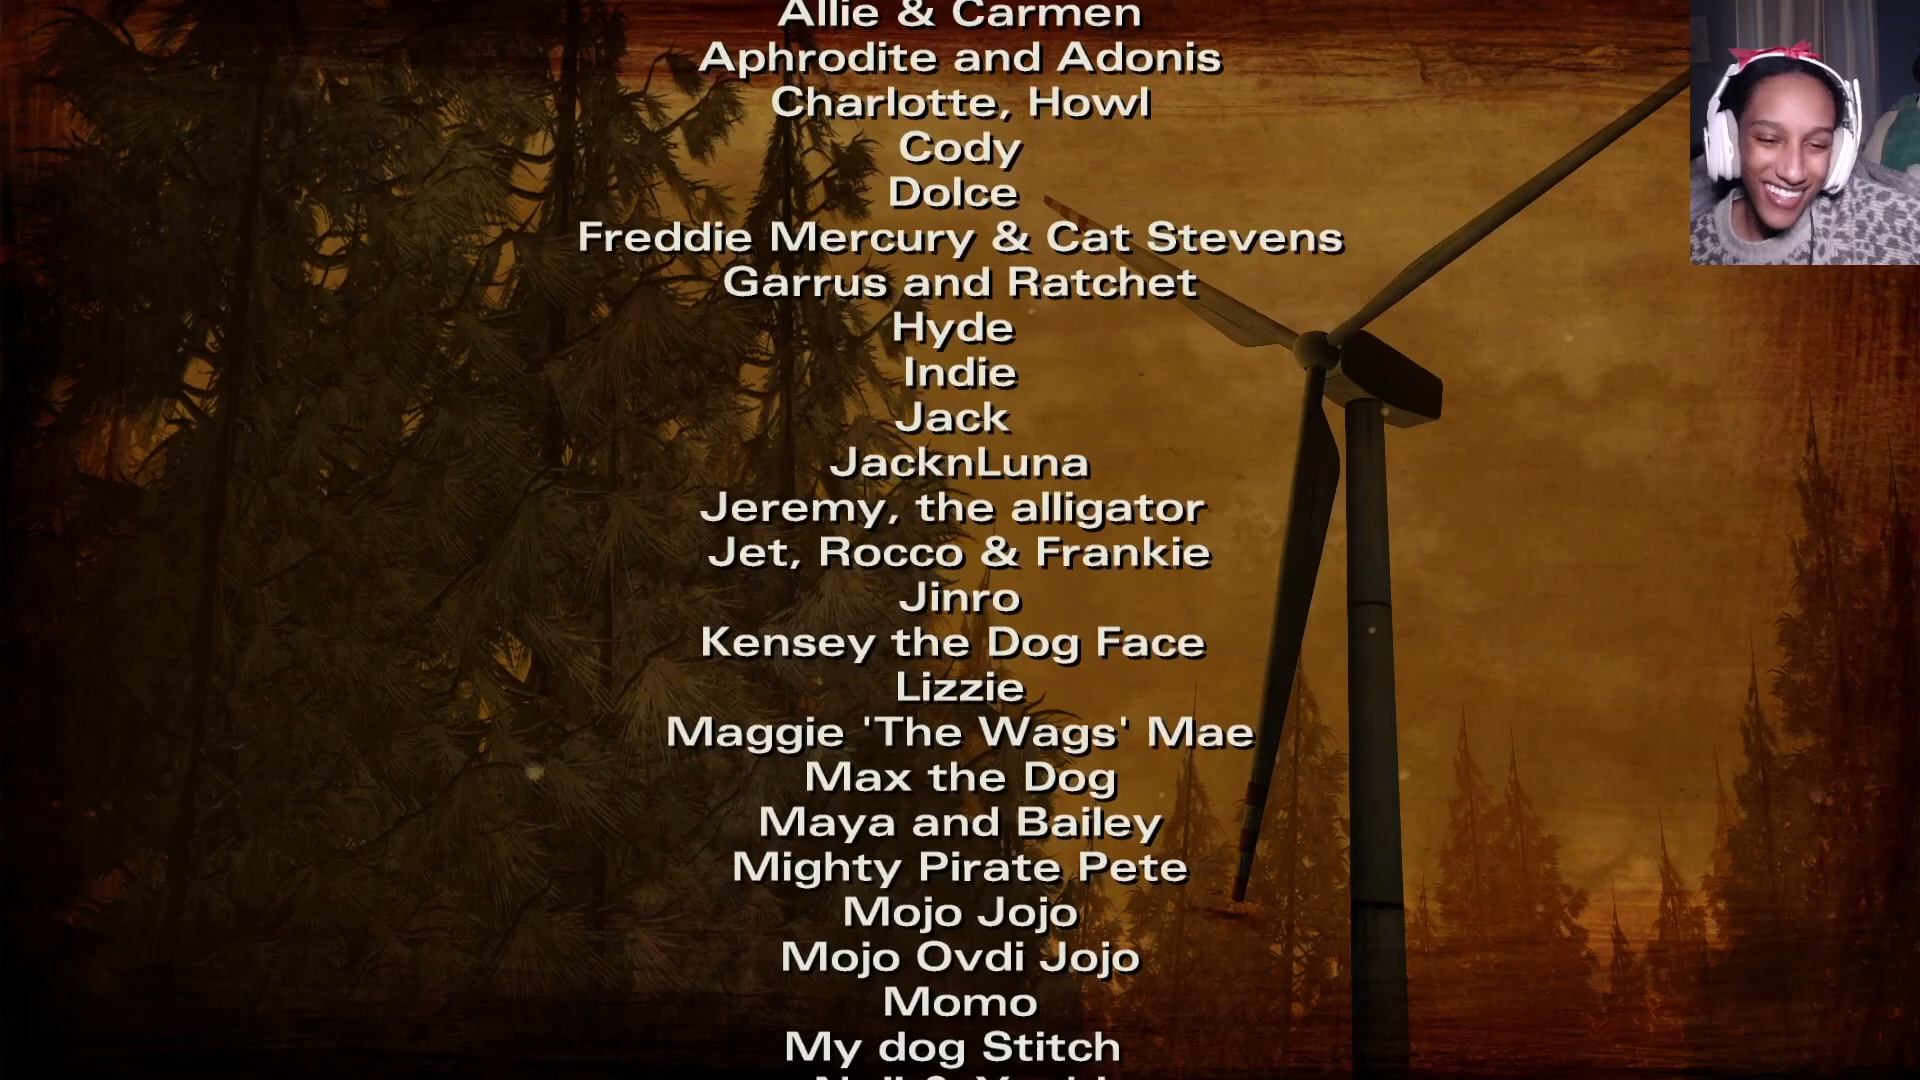 Allie & Carmen
Aphrodite and Adonis
Charlotte, Howl
Cody
Dolce
Freddie Mercury & Cat Stevens
Garrus and Ratchet
Hyde
Indie
Jack
JacknLuna
Jeremy, the alligator
Jet, Rocco & Frankie
Jinro
Kensey the Dog Face
Lizzie
Maggie 'The Wags' Mae
Max the Dog
Maya and Bailey
Mighty Pirate Pete
Mojo Jojo
Mojo Ovdi Jojo
Momo
My dog Stitch